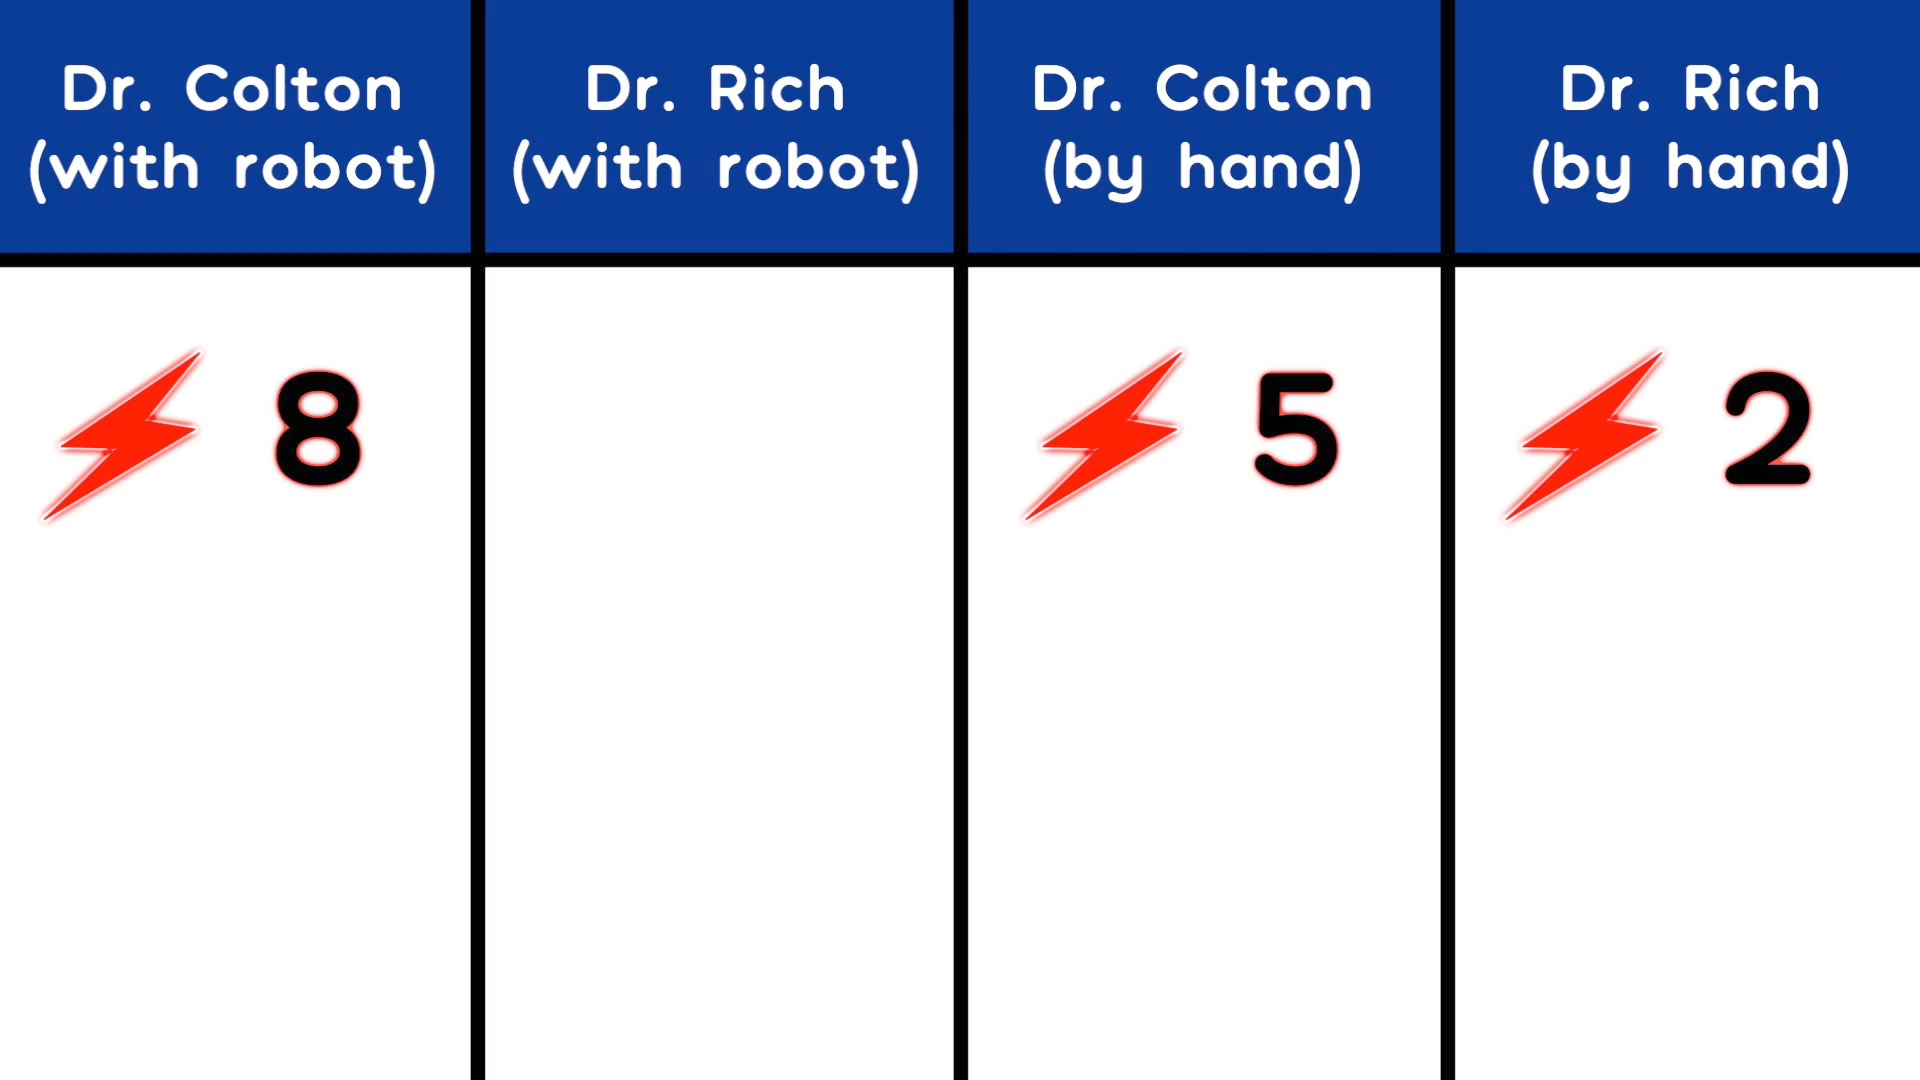 Dr. Colton
(with robot)
Dr. Rich
(with robot)
Dr. Colton
(by hand)
Dr. Rich
(by hand)
8
5
2